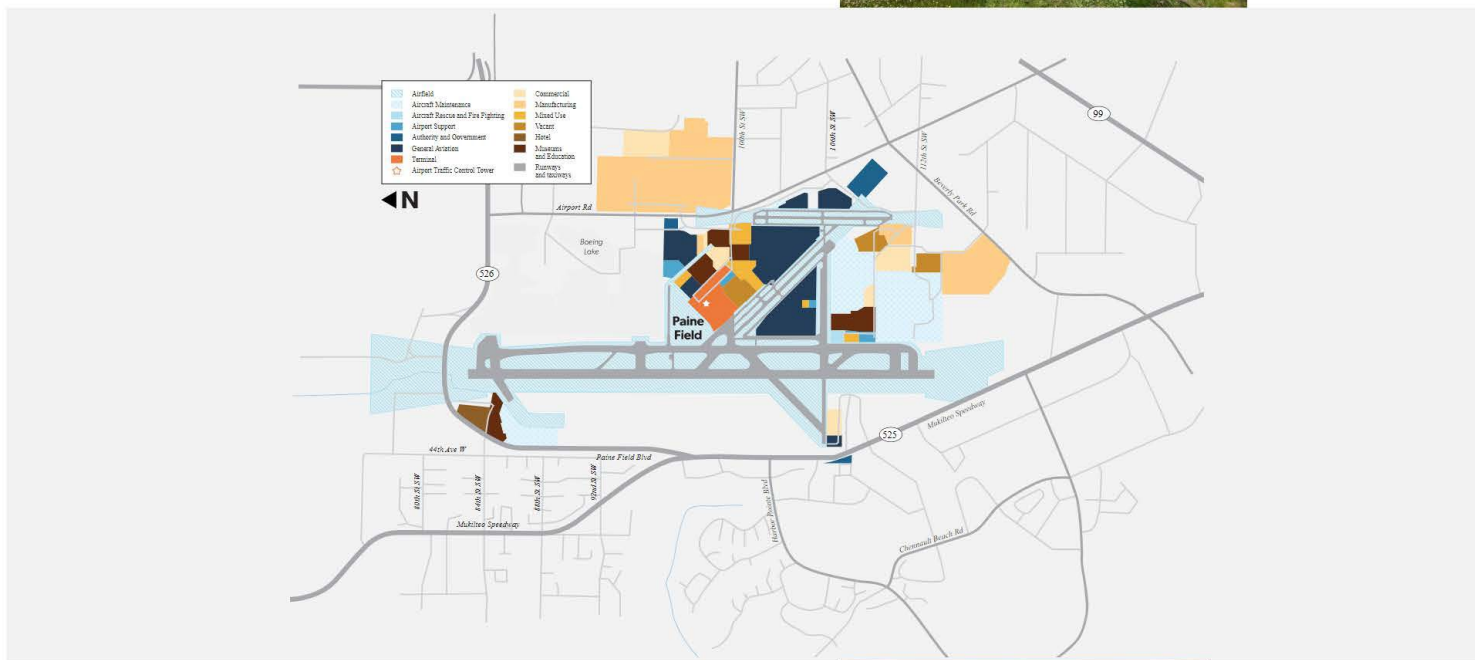 Airfield
Aircraft Maintenance
Aircraft Rescue and Fire Fighting
Airport Support
Authority and Government
General Aviation
Terminal
Airport Traffic Control Tower
Commercial
Manufacturing
Mixed Use
Vacant
Hotel
Museums
and Education
Runways
and taxiways
N
99
100th St SW
106th St SW
112th St SW
Beverly Park Rd
Airport Rd
Boeing
Lake
526
Paine
Field
Mukilteo Speedway
525
44th Ave W
Paine Field Blvd
80th St SW
84th St SW
88th St SW
92nd St SW
Harbor Pointe Blvd
Mukilteo Speedway
Chennault Beach Rd